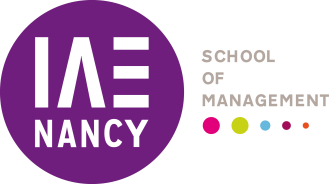 IAE
NANCY
SCHOOL
OF
MANAGEMENT